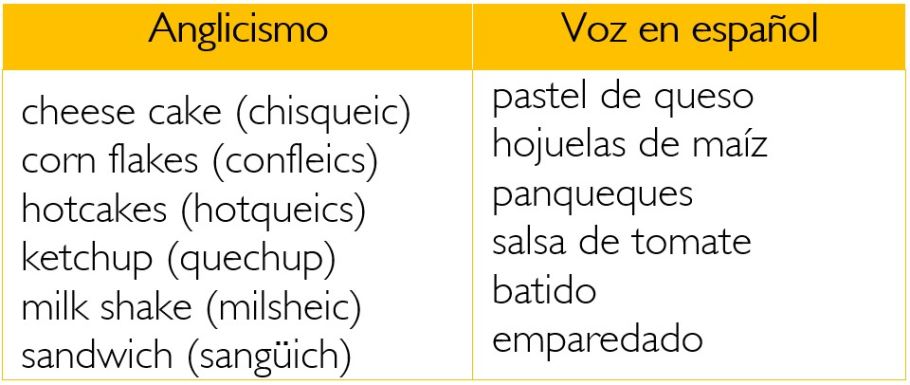 Anglicismo
Voz en español
cheese cake (chisqueic)
corn flakes (confleics)
hotcakes (hotqueics)
ketchup (quechup)
milk shake (milsheic)
sandwich (sangüich)
pastel de queso
hojuelas de maíz
panqueques
salsa de tomate
batido
emparedado